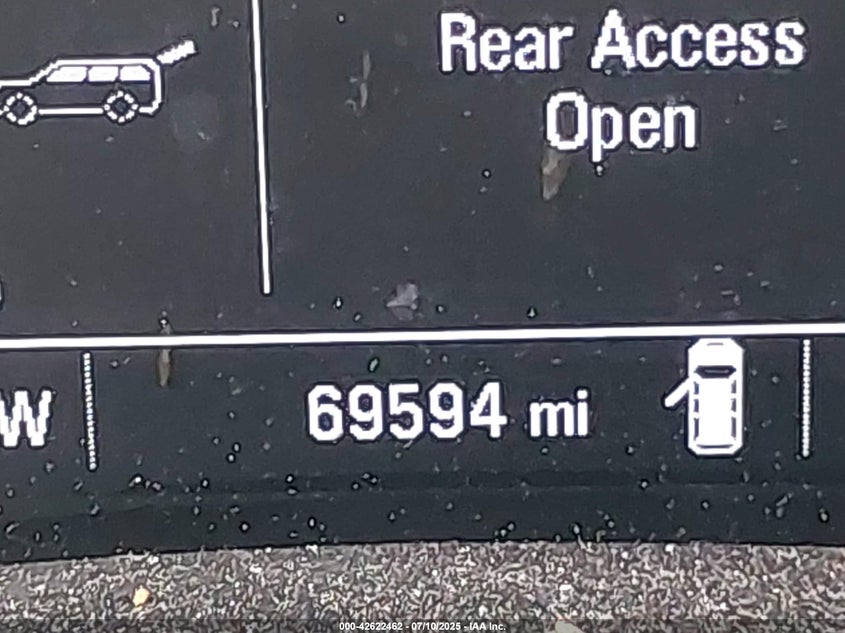 Rear Access
Open
W
69594 mi
000-42622462 - 07/10/2025 - IAA Inc.